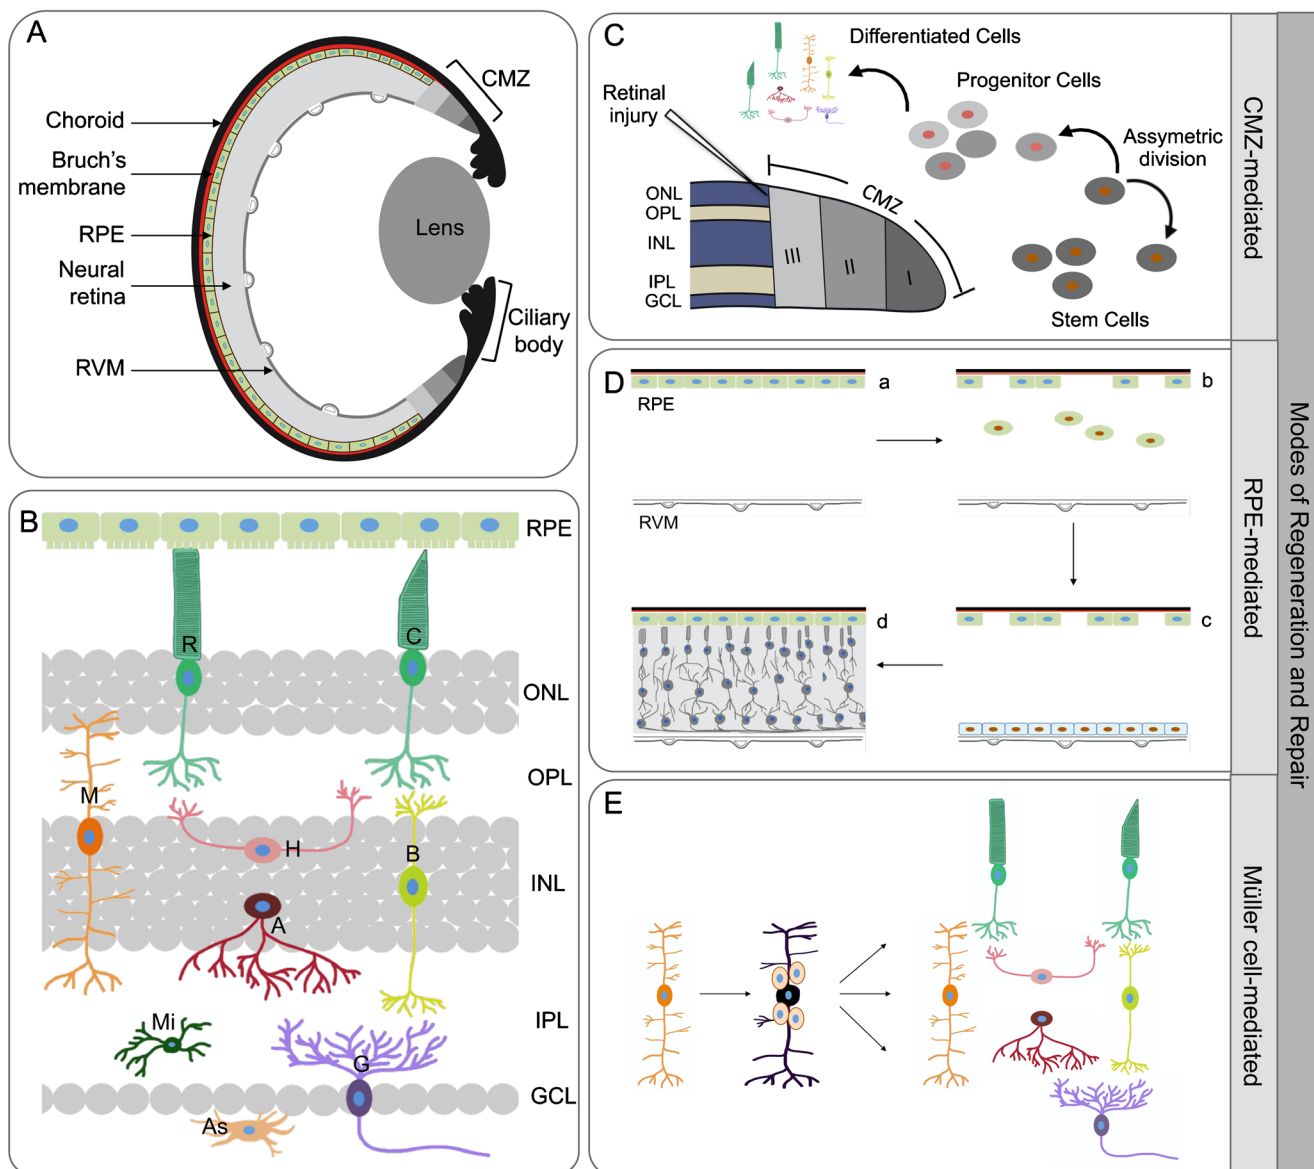 A
CMZ
Choroid
Bruch's
membrane
RPE
Neural
retina
RVM
Lens
Ciliary
body
B
RPE
R
C
ONL
OPL
M
H
B
INL
A
IPL
Mi
G
GCL
As
C
Differentiated Cells
Progenitor Cells
Retinal
injury
Assymetric
division
CMZ
ONL
OPL
INL
IPL
GCL
III
II
I
Stem Cells
CMZ-mediated
D
a
b
RPE
RVM
d
c
RPE-mediated
E
Müller cell-mediated
Modes of Regeneration and Repair